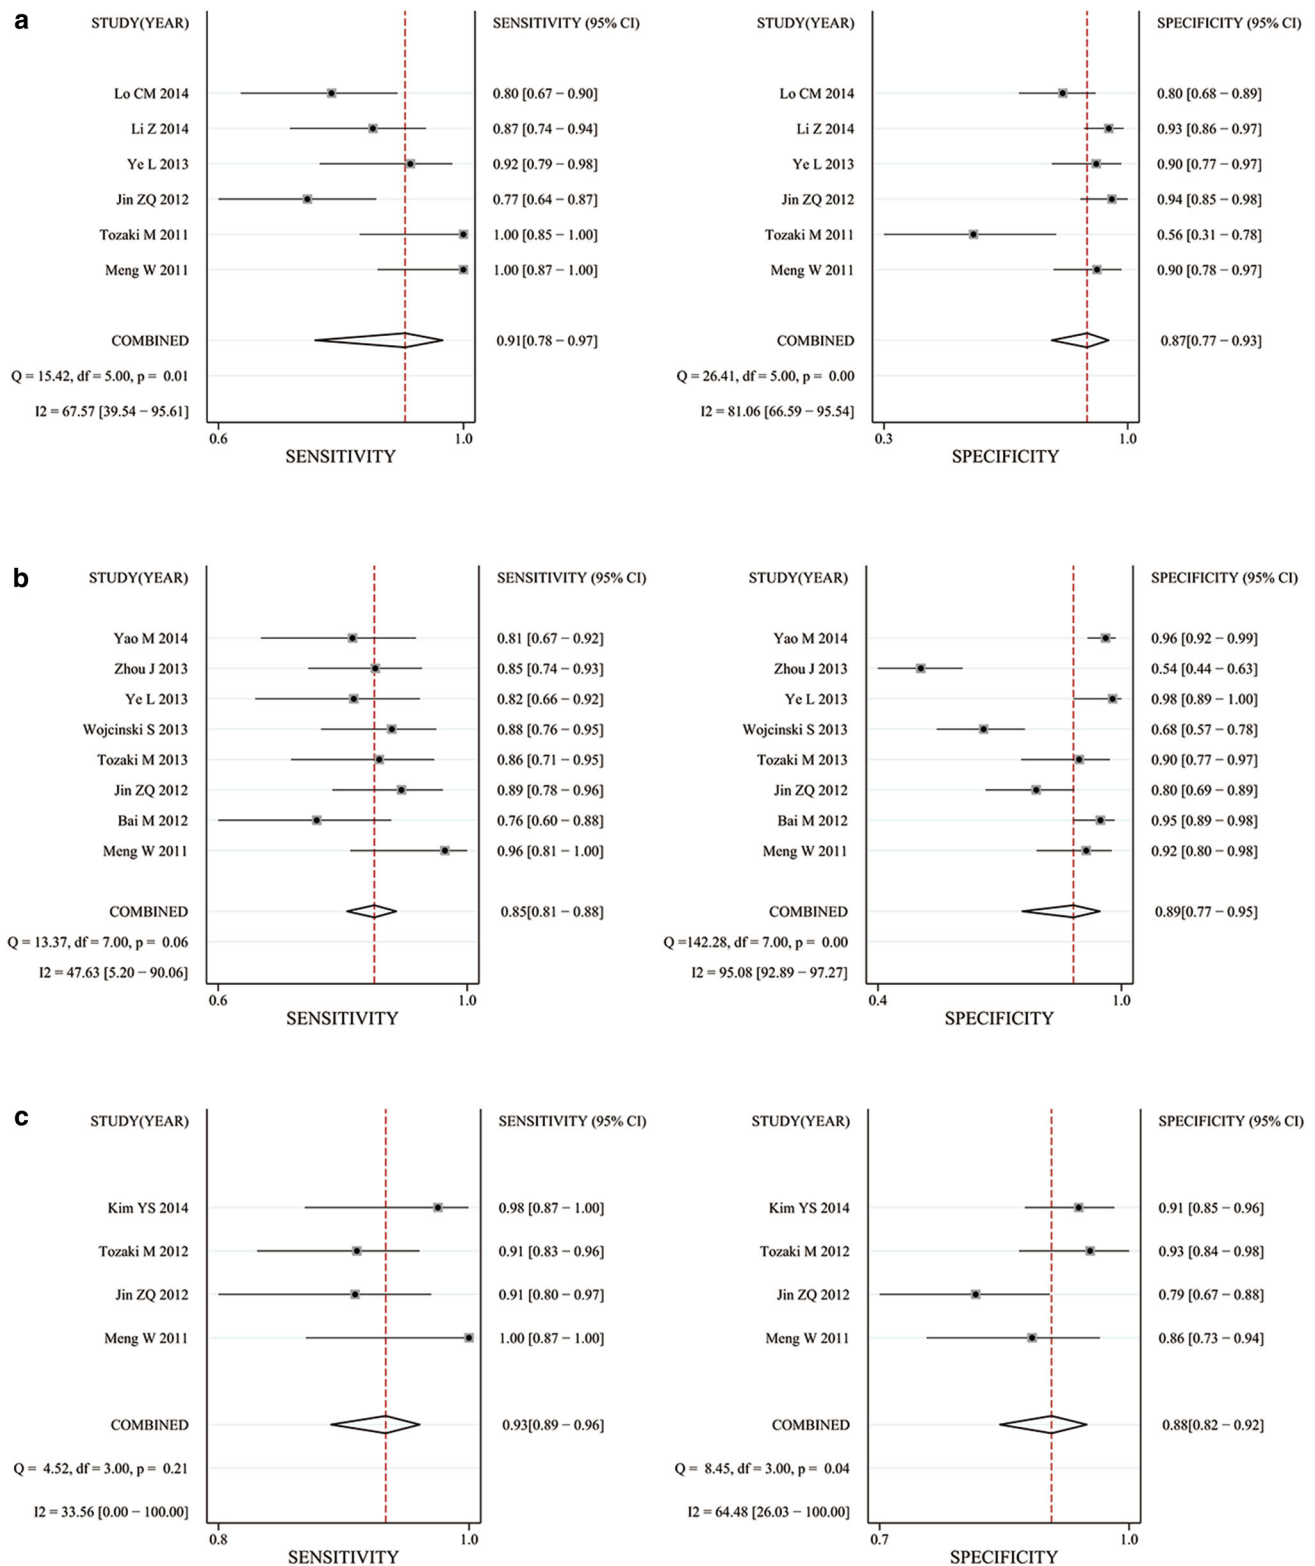 a
STUDY(YEAR) SENSITIVITY (95% CI)
Lo CM 2014 0.80 [0.67 − 0.90]
Li Z 2014 0.87 [0.74 − 0.94]
Ye L 2013 0.92 [0.79 − 0.98]
Jin ZQ 2012 0.77 [0.64 − 0.87]
Tozaki M 2011 1.00 [0.85 − 1.00]
Meng W 2011 1.00 [0.87 − 1.00]
COMBINED 0.91[0.78 − 0.97]
Q = 15.42, df = 5.00, p = 0.01
I2 = 67.57 [39.54 − 95.61]
0.6 1.0
SENSITIVITY
STUDY(YEAR) SPECIFICITY (95% CI)
Lo CM 2014 0.80 [0.68 − 0.89]
Li Z 2014 0.93 [0.86 − 0.97]
Ye L 2013 0.90 [0.77 − 0.97]
Jin ZQ 2012 0.94 [0.85 − 0.98]
Tozaki M 2011 0.56 [0.31 − 0.78]
Meng W 2011 0.90 [0.78 − 0.97]
COMBINED 0.87[0.77 − 0.93]
Q = 26.41, df = 5.00, p = 0.00
I2 = 81.06 [66.59 − 95.54]
0.3 1.0
SPECIFICITY
b
STUDY(YEAR) SENSITIVITY (95% CI)
Yao M 2014 0.81 [0.67 − 0.92]
Zhou J 2013 0.85 [0.74 − 0.93]
Ye L 2013 0.82 [0.66 − 0.92]
Wojcinski S 2013 0.88 [0.76 − 0.95]
Tozaki M 2013 0.86 [0.71 − 0.95]
Jin ZQ 2012 0.89 [0.78 − 0.96]
Bai M 2012 0.76 [0.60 − 0.88]
Meng W 2011 0.96 [0.81 − 1.00]
COMBINED 0.85[0.81 − 0.88]
Q = 13.37, df = 7.00, p = 0.06
I2 = 47.63 [5.20 − 90.06]
0.6 1.0
SENSITIVITY
STUDY(YEAR) SPECIFICITY (95% CI)
Yao M 2014 0.96 [0.92 − 0.99]
Zhou J 2013 0.54 [0.44 − 0.63]
Ye L 2013 0.98 [0.89 − 1.00]
Wojcinski S 2013 0.68 [0.57 − 0.78]
Tozaki M 2013 0.90 [0.77 − 0.97]
Jin ZQ 2012 0.80 [0.69 − 0.89]
Bai M 2012 0.95 [0.89 − 0.98]
Meng W 2011 0.92 [0.80 − 0.98]
COMBINED 0.89[0.77 − 0.95]
Q =142.28, df = 7.00, p = 0.00
I2 = 95.08 [92.89 − 97.27]
0.4 1.0
SPECIFICITY
c
STUDY(YEAR) SENSITIVITY (95% CI)
Kim YS 2014 0.98 [0.87 − 1.00]
Tozaki M 2012 0.91 [0.83 − 0.96]
Jin ZQ 2012 0.91 [0.80 − 0.97]
Meng W 2011 1.00 [0.87 − 1.00]
COMBINED 0.93[0.89 − 0.96]
Q = 4.52, df = 3.00, p = 0.21
I2 = 33.56 [0.00 − 100.00]
0.8 1.0
SENSITIVITY
STUDY(YEAR) SPECIFICITY (95% CI)
Kim YS 2014 0.91 [0.85 − 0.96]
Tozaki M 2012 0.93 [0.84 − 0.98]
Jin ZQ 2012 0.79 [0.67 − 0.88]
Meng W 2011 0.86 [0.73 − 0.94]
COMBINED 0.88[0.82 − 0.92]
Q = 8.45, df = 3.00, p = 0.04
I2 = 64.48 [26.03 − 100.00]
0.7 1.0
SPECIFICITY